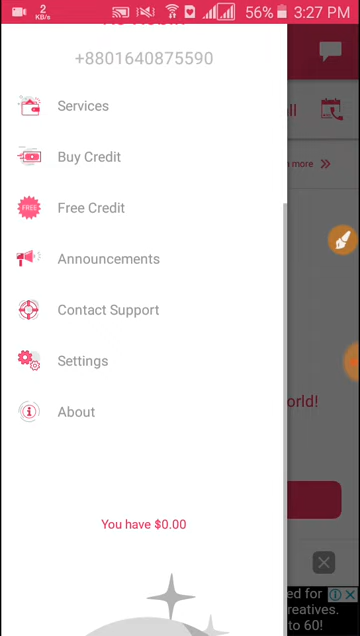 2
KB/s
56% 3:27 PM
+8801640875590
Services
Buy Credit
FREE
Free Credit
Announcements
Contact Support
Settings
About
You have $0.00
ll
n more
orld!
ed for
reatives.
to 60!